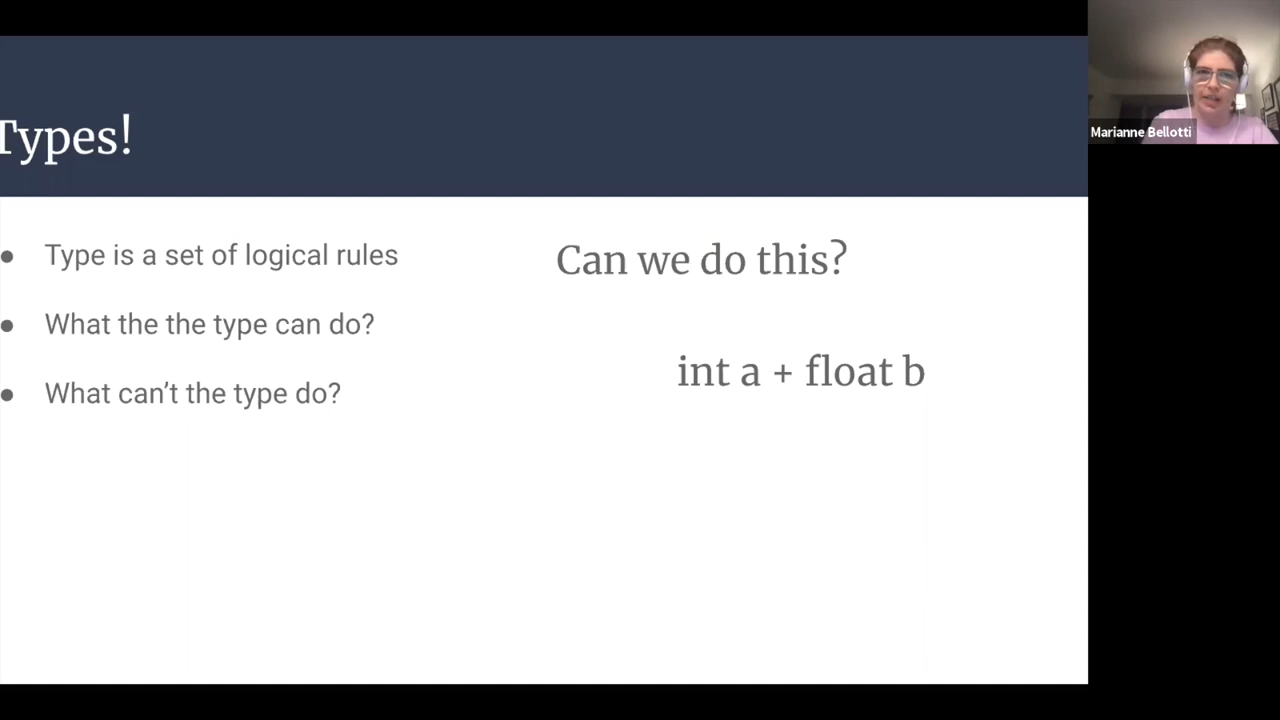 Types!
Type is a set of logical rules
What the the type can do?
What can't the type do?
Can we do this?
int a + float b
Marianne Bellotti